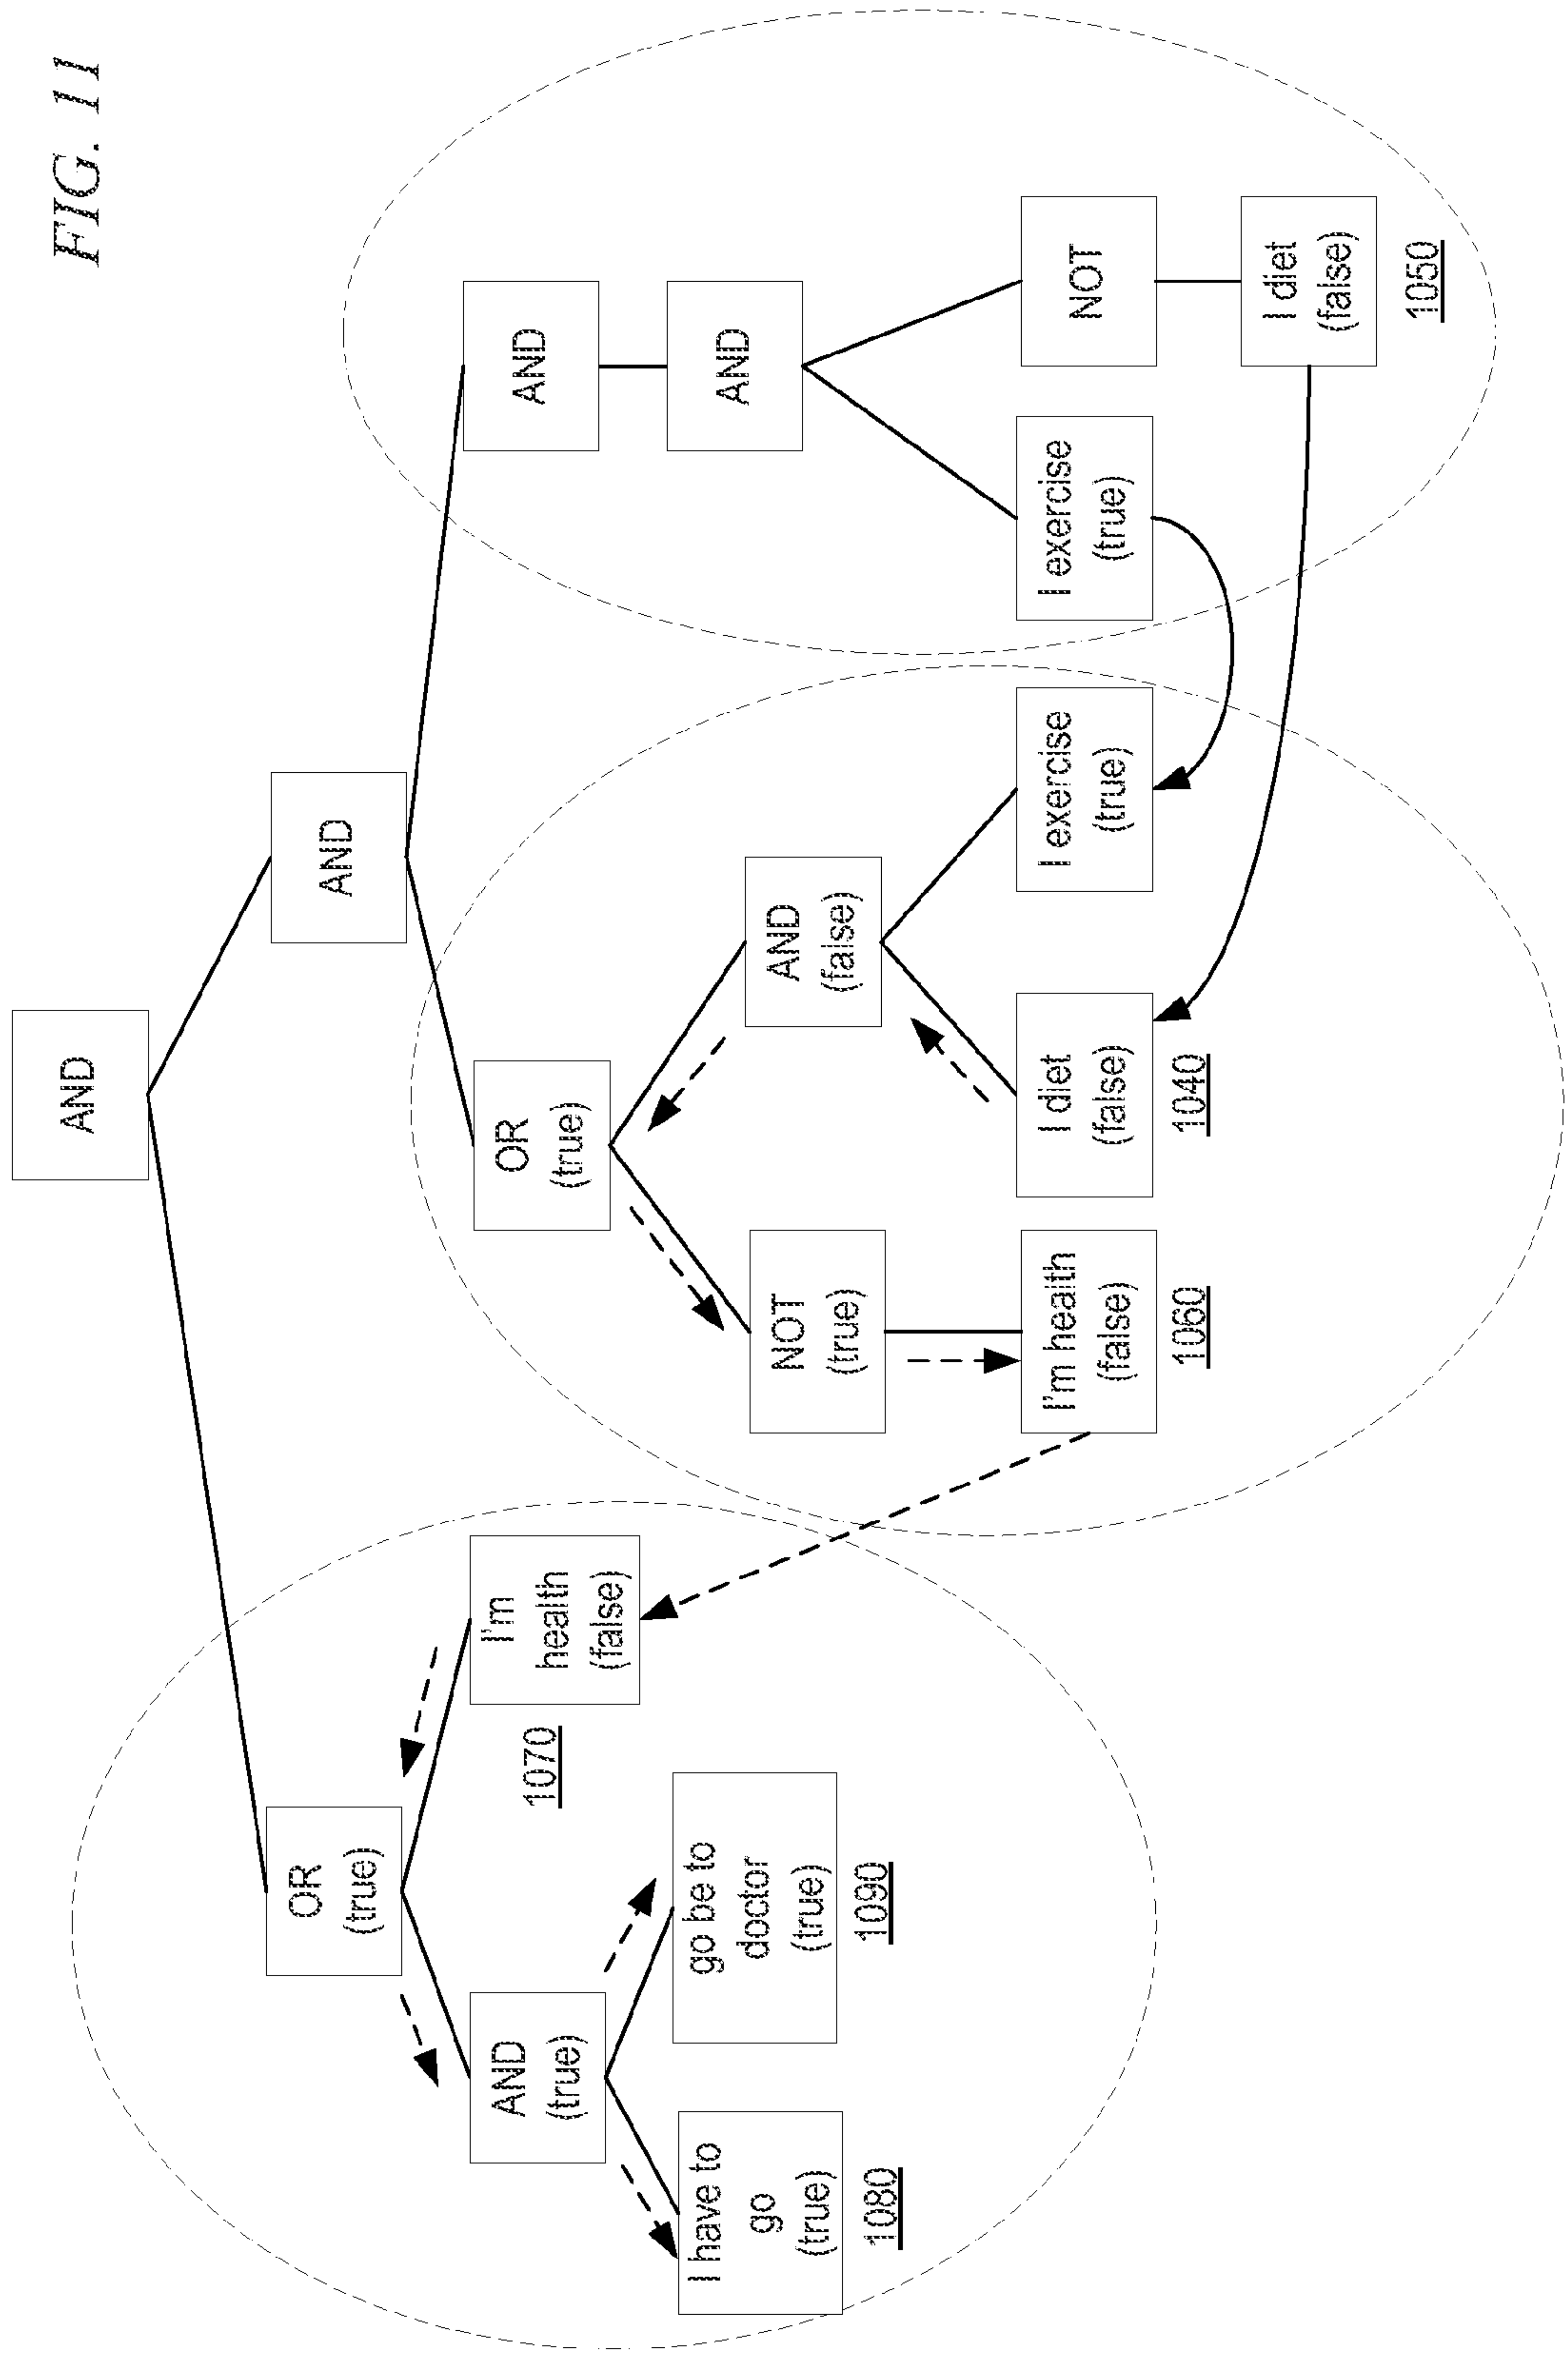 FIG. 11
AND
AND
OR
(true)
AND
(true)
I'm
health
(false)
1070
I have to
go
(true)
1080
go be to
doctor
(true)
1090
OR
(true)
NOT
(true)
AND
(false)
I'm health
(false)
1060
I diet
(false)
1040
I exercise
(true)
AND
AND
I exercise
(true)
NOT
I diet
(false)
1050